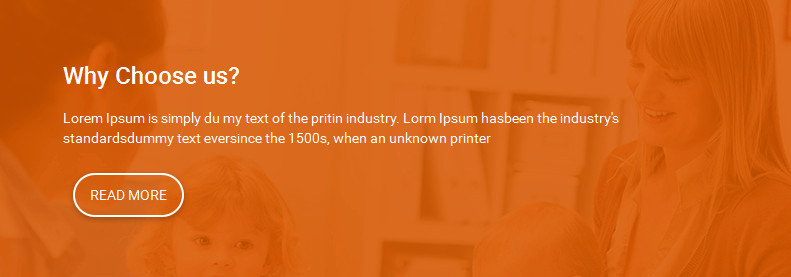 Why Choose us?
Lorem Ipsum is simply du my text of the pritin industry. Lorm Ipsum hasbeen the industry's
standardsdummy text eversince the 1500s, when an unknown printer
READ MORE